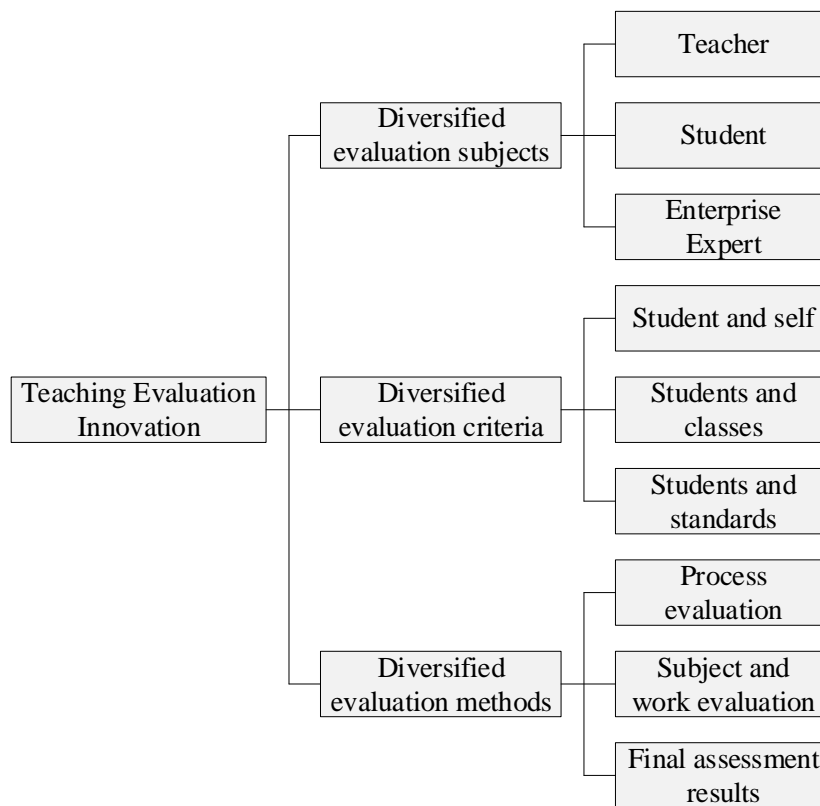 Teacher
Diversified
evaluation subjects
Student
Enterprise
Expert
Student and self
Teaching Evaluation
Innovation
Diversified
evaluation criteria
Students and
classes
Students and
standards
Process
evaluation
Diversified
evaluation methods
Subject and
work evaluation
Final assessment
results